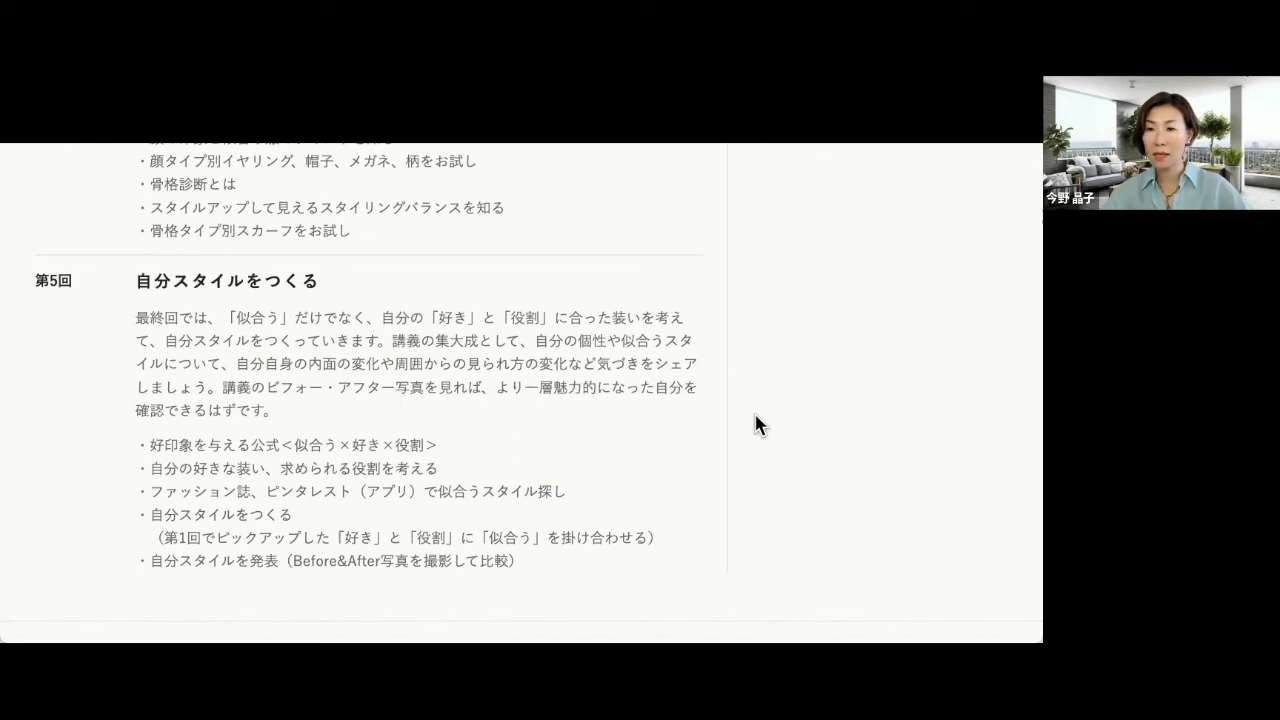 ・顔タイプ別イヤリング、帽子、メガネ、柄をお試し
・骨格診断とは
・スタイルアップして見えるスタイリングバランスを知る
・骨格タイプ別スカーフをお試し
第5回
自分スタイルをつくる
最終回では、「似合う」だけでなく、自分の「好き」と「役割」に合った装いを考え
て、自分スタイルをつくっていきます。講義の集大成として、自分の個性や似合うスタ
イルについて、自分自身の内面の変化や周囲からの見られ方の変化など気づきをシェア
しましょう。講義のビフォー・アフター写真を見れば、より一層魅力的になった自分を
確認できるはずです。
・好印象を与える公式＜似合う×好き×役割＞
・自分の好きな装い、求められる役割を考える
・ファッション誌、ピンタレスト（アプリ）で似合うスタイル探し
・自分スタイルをつくる
（第1回でピックアップした「好き」と「役割」に「似合う」を掛け合わせる）
・自分スタイルを発表（Before&After写真を撮影して比較）
今野 晶子